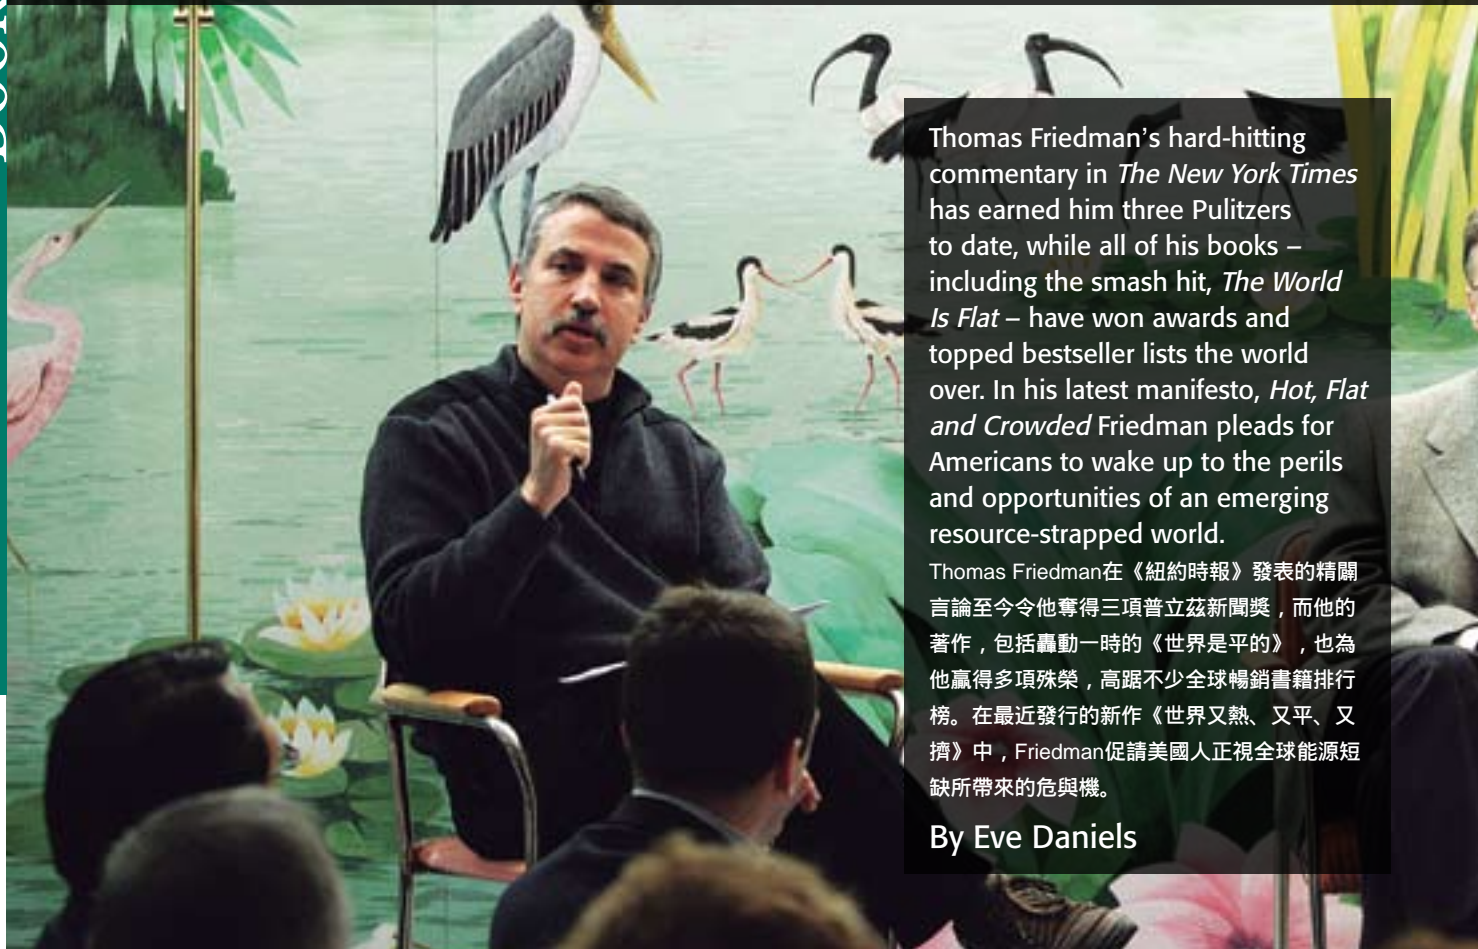 Thomas Friedman’s hard-hitting
commentary in The New York Times
has earned him three Pulitzers
to date, while all of his books –
including the smash hit, The World
Is Flat – have won awards and
topped bestseller lists the world
over. In his latest manifesto, Hot, Flat
and Crowded Friedman pleads for
Americans to wake up to the perils
and opportunities of an emerging
resource-strapped world.
Thomas Friedman在《紐約時報》發表的精闢
言論至今令他奪得三項普立茲新聞獎，而他的
著作，包括轟動一時的《世界是平的》，也為
他贏得多項殊榮，高踞不少全球暢銷書籍排行
榜。在最近發行的新作《世界又熱、又平、又
擠》中，Friedman促請美國人正視全球能源短
缺所帶來的危與機。
By Eve Daniels